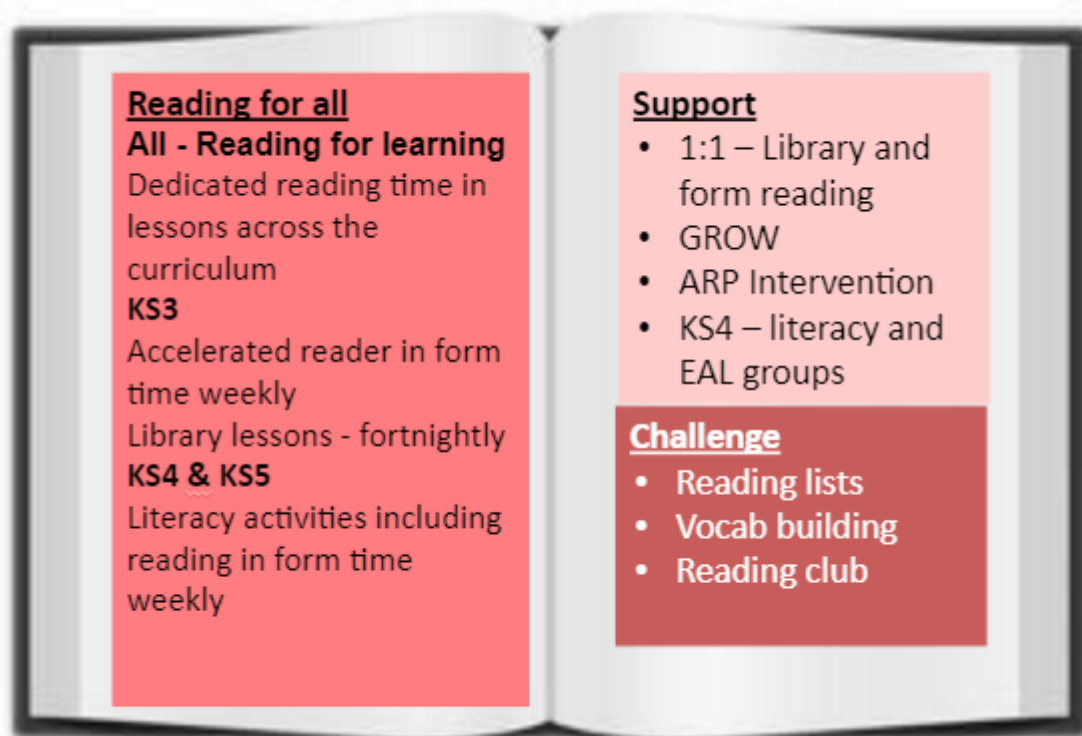 Reading for all
All - Reading for learning
Dedicated reading time in
lessons across the
curriculum
KS3
Accelerated reader in form
time weekly
Library lessons - fortnightly
KS4 & KS5
Literacy activities including
reading in form time
weekly
Support
• 1:1 – Library and
form reading
• GROW
• ARP Intervention
• KS4 – literacy and
EAL groups
Challenge
• Reading lists
• Vocab building
• Reading club